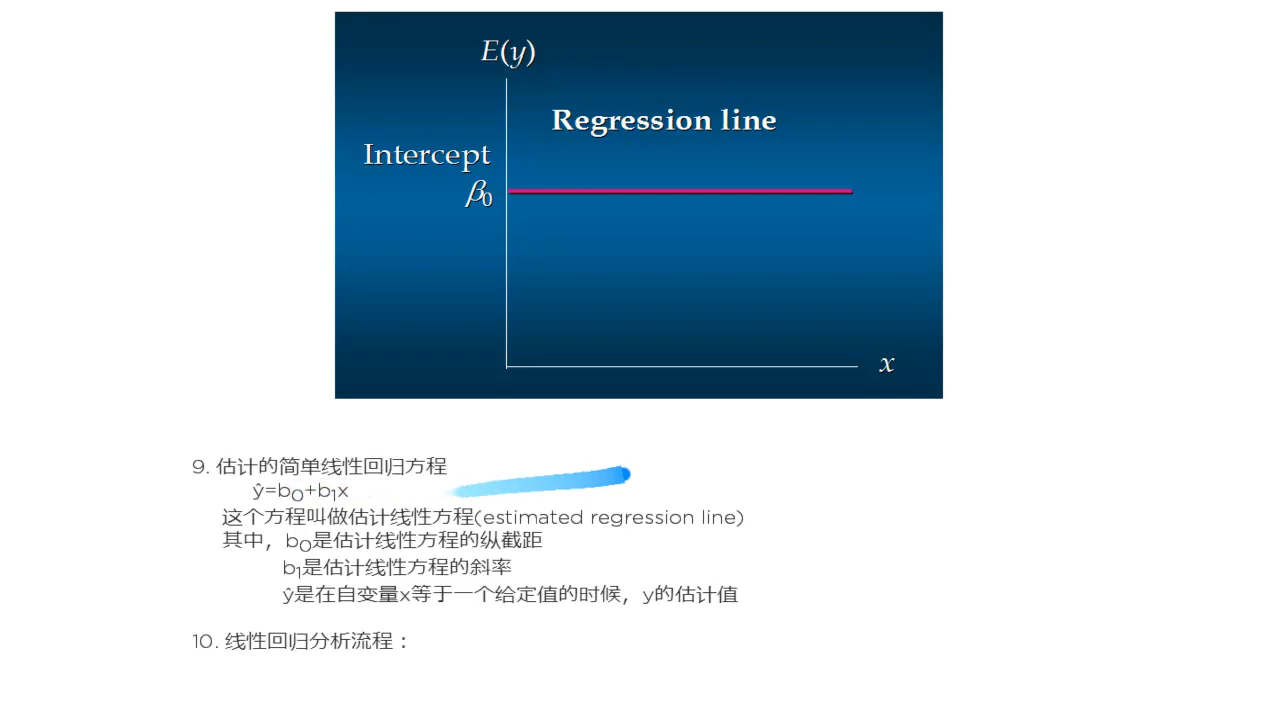 E(y)
Regression line
Intercept
β₀
x
9. 估计的简单线性回归方程
ŷ=b₀+b₁x
这个方程叫做估计线性方程(estimated regression line)
其中，b₀是估计线性方程的纵截距
b₁是估计线性方程的斜率
ŷ是在自变量x等于一个给定值的时候，y的估计值
10. 线性回归分析流程：